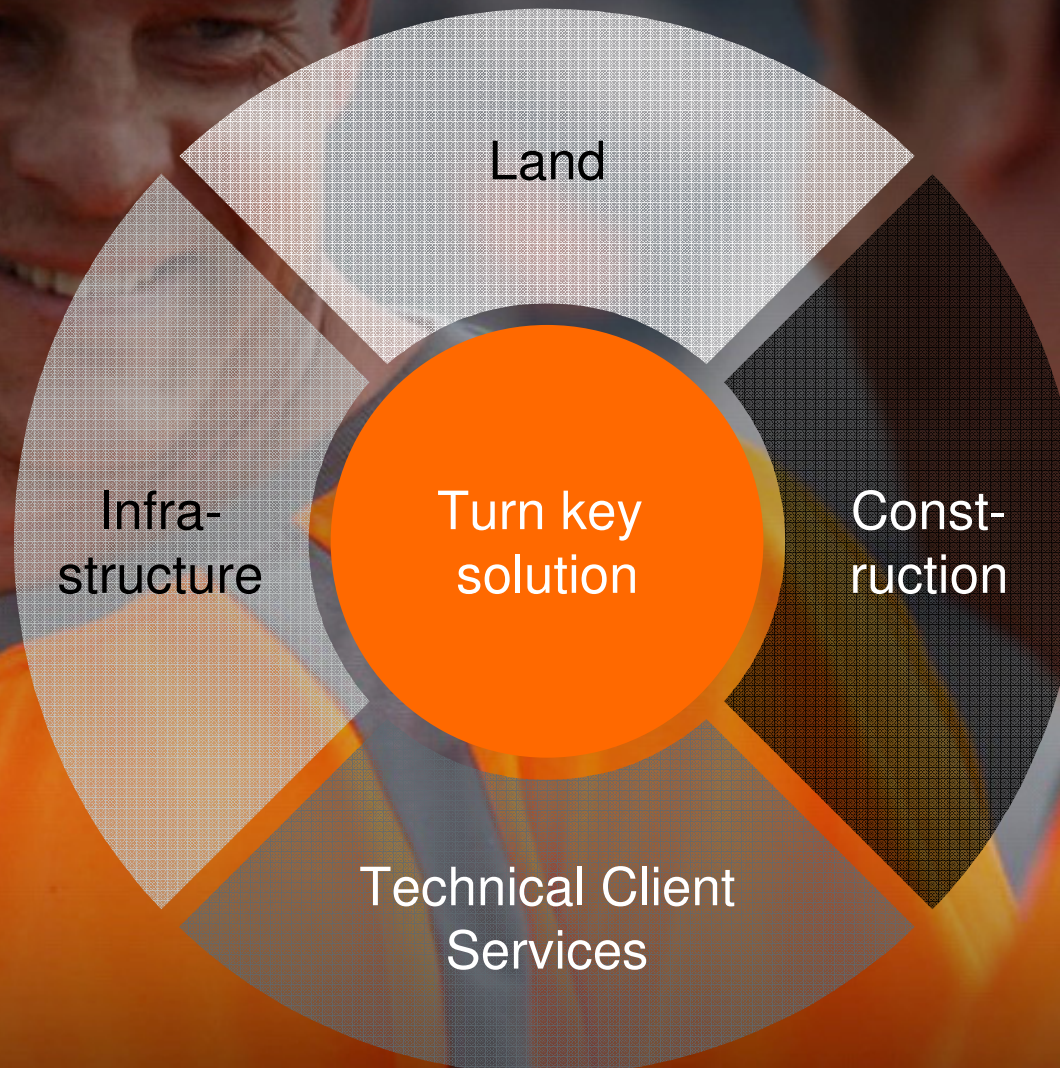 Land
Infra-
structure
Turn key
solution
Const-
ruction
Technical Client
Services